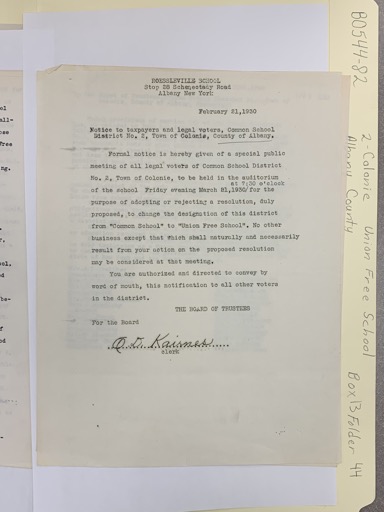 ROESSLEVILLE SCHOOL
Stop 28 Schenectady Road
Albany New York
February 21,1930
Notice to taxpayers and legal voters, Common School
District No. 2, Town of Colonie, County of Albany.
Formal notice is hereby given of a special public
meeting of all legal voters of Common School District
No. 2, Town of Colonie, to be held in the auditorium
at 7:30 o'clock
of the school Friday evening March 21,1930/for the
purpose of adopting or rejecting a resolution, duly
proposed, to change the designation of this district
from "Common School" to "Union Free School". No other
business except that which shall naturally and necessarily
result from your action on the proposed resolution
may be considered at that meeting.
You are authorized and directed to convey by
word of mouth, this notification to all other voters
in the district.
THE BOARD OF TRUSTEES
For the Board
clerk
B0544-82
2-Colonie Union Free School
Albany County
Box 13 Folder 44